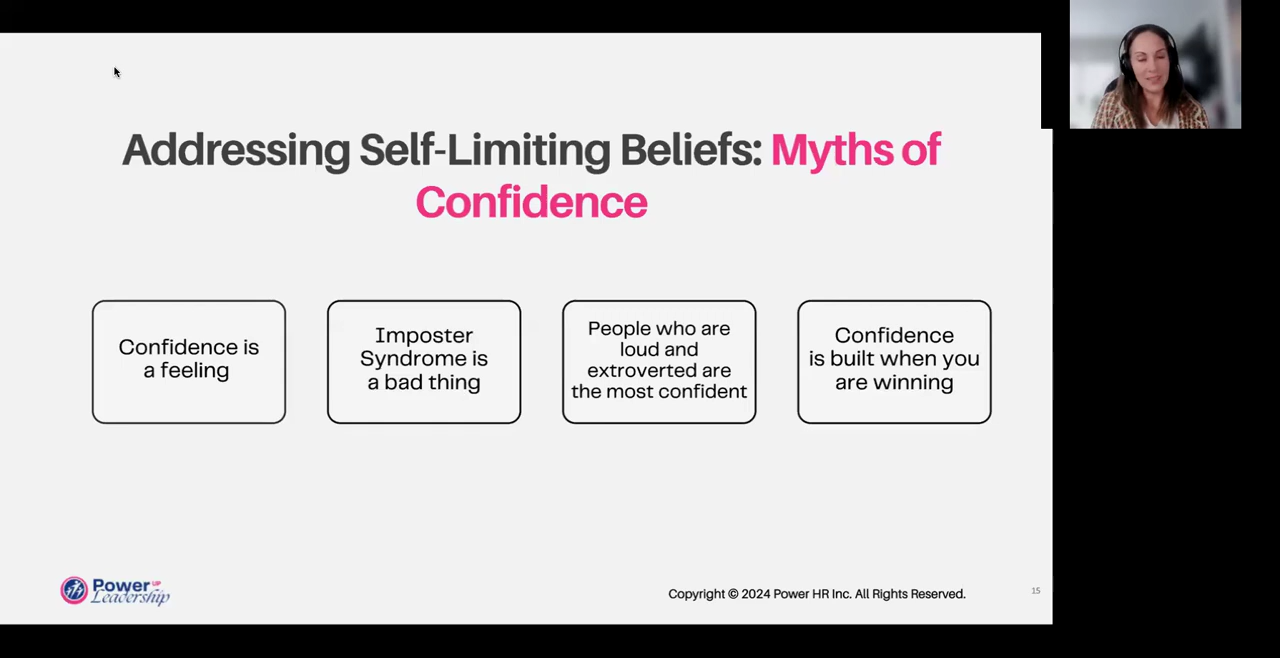 Addressing Self-Limiting Beliefs: Myths of
Confidence
Confidence is
a feeling
Imposter
Syndrome is
a bad thing
People who are
loud and
extroverted are
the most confident
Confidence
is built when you
are winning
Power UP
Leadership
Copyright © 2024 Power HR Inc. All Rights Reserved.
15